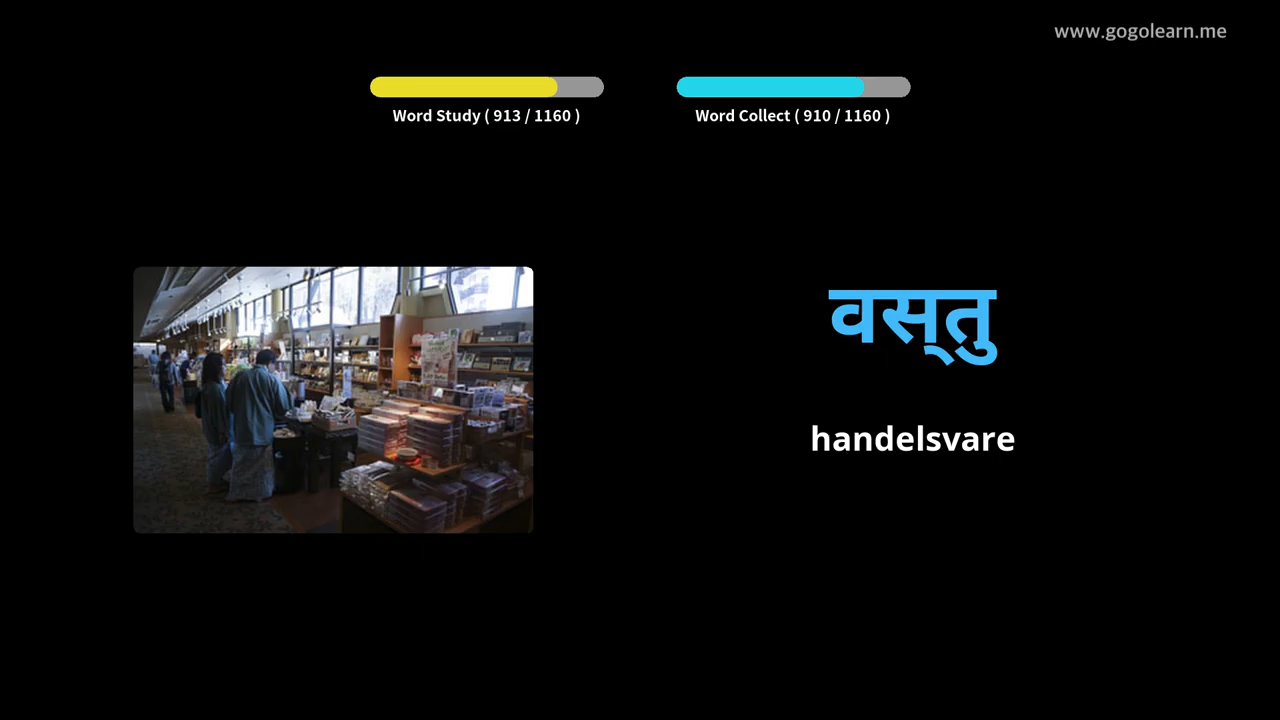 www.gogolearn.me
Word Study ( 913 / 1160 )
Word Collect ( 910 / 1160 )
वस्तु
handelsvare